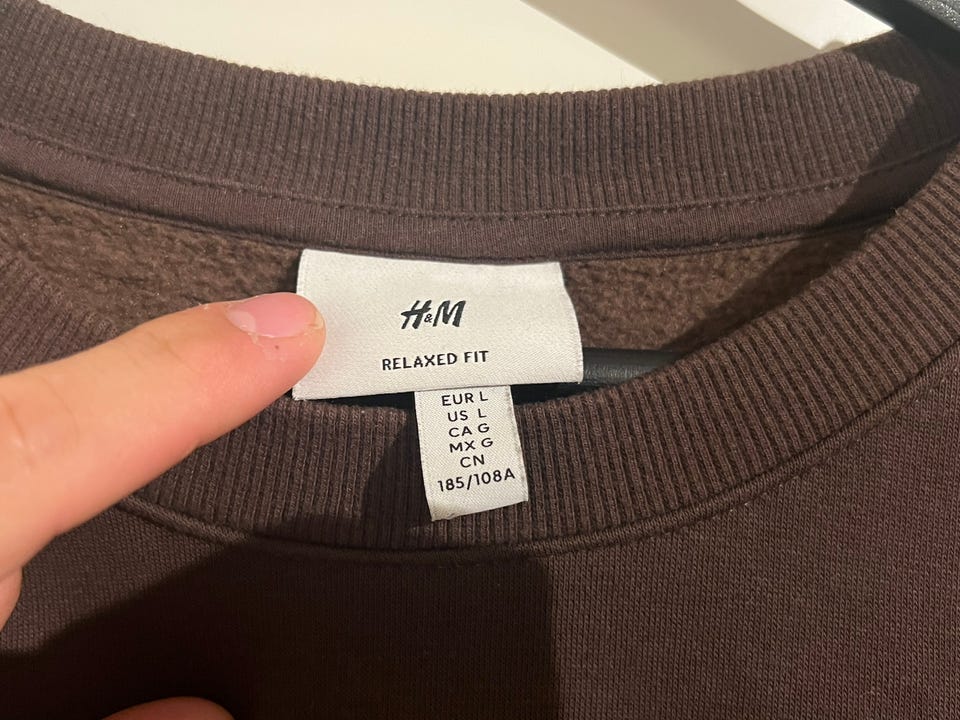 H&M
RELAXED FIT
EUR L
US L
CA G
MX G
CN
185/108A